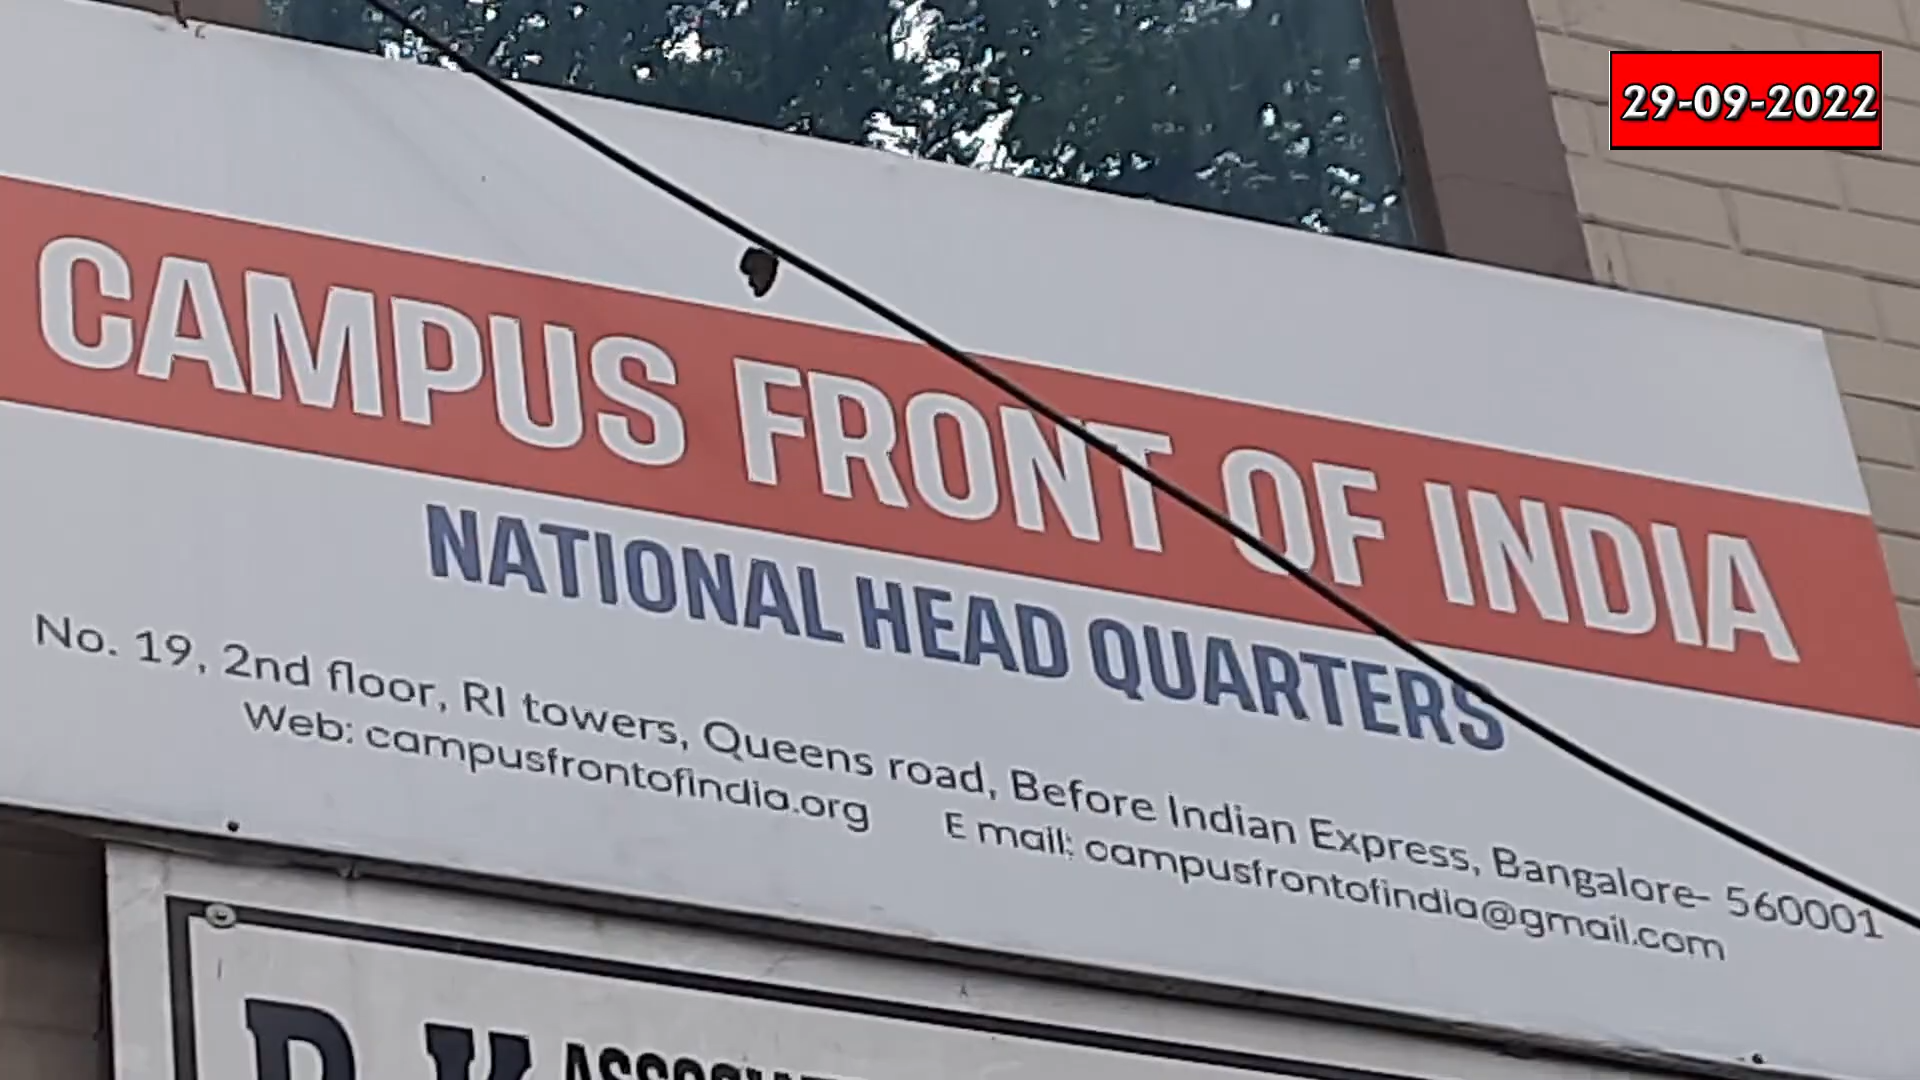 29-09-2022
CAMPUS FRONT OF INDIA
NATIONAL HEAD QUARTERS
No. 19, 2nd floor, RI towers, Queens road, Before Indian Express, Bangalore- 560001
Web: campusfrontofindia.org E mail: campusfrontofindia@gmail.com